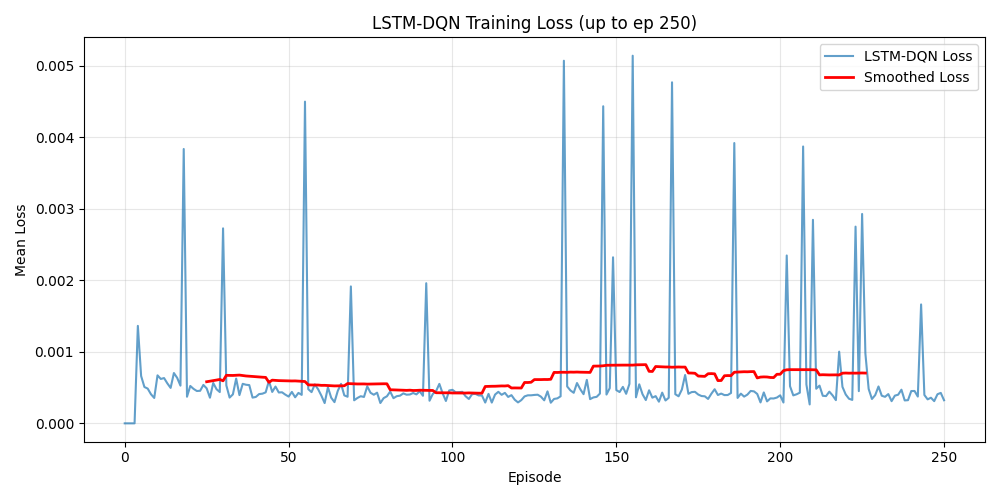 LSTM-DQN Training Loss (up to ep 250)
LSTM-DQN Loss
Smoothed Loss
Mean Loss
0.005
0.004
0.003
0.002
0.001
0.000
0 50 100 150 200 250
Episode